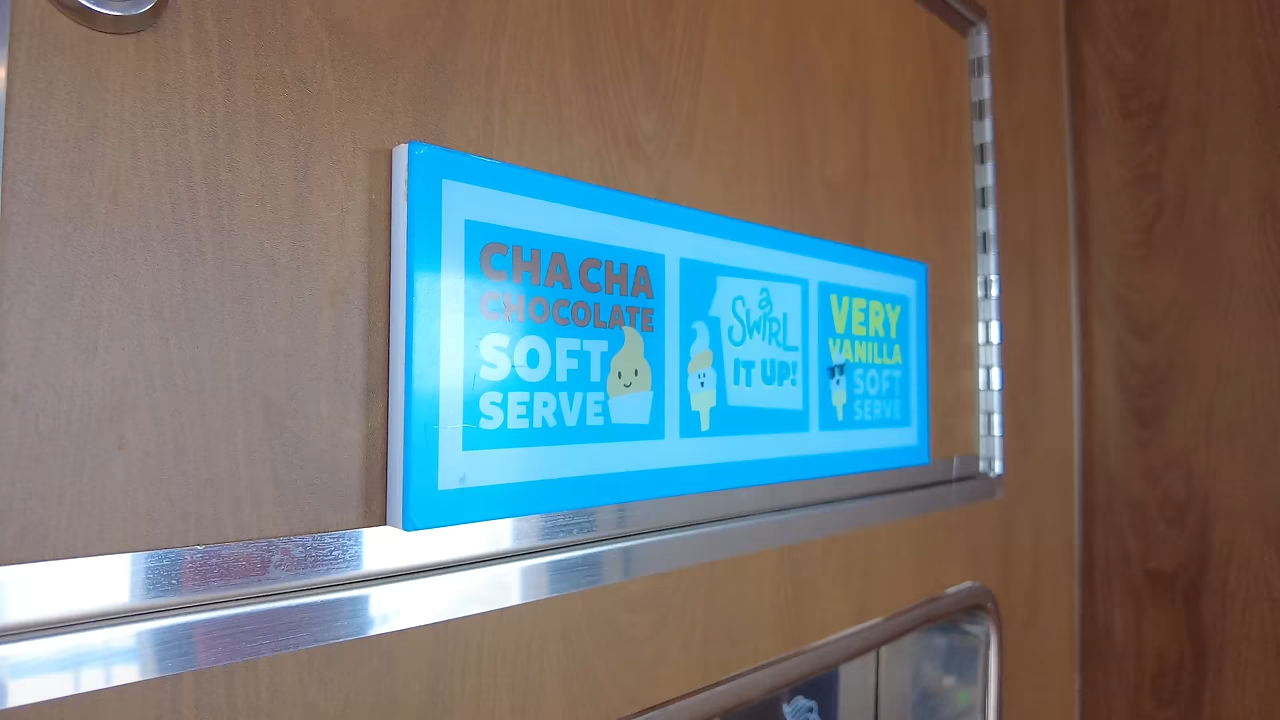 CHA CHA
CHOCOLATE
SOFT
SERVE
a
SWIRL
IT UP!
VERY
VANILLA
SOFT
SERVE